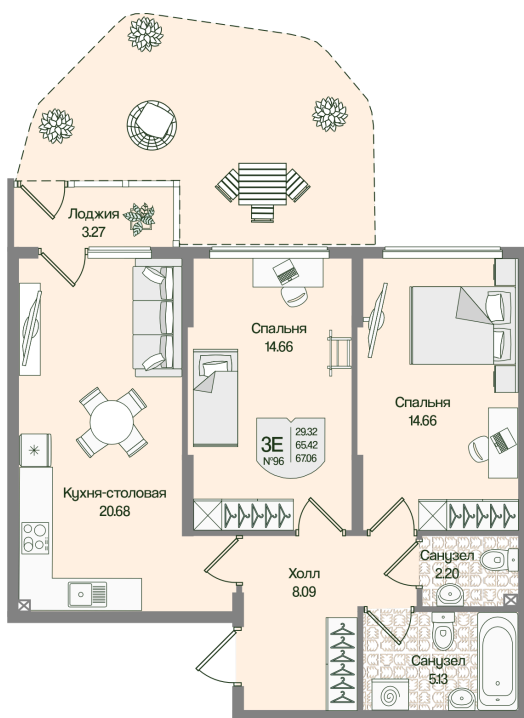 Лоджия
3.27
Спальня
14.66
Спальня
14.66
3Е
№96
29.32
65.42
67.06
Кухня-столовая
20.68
Холл
8.09
Санузел
2.20
Санузел
5.13